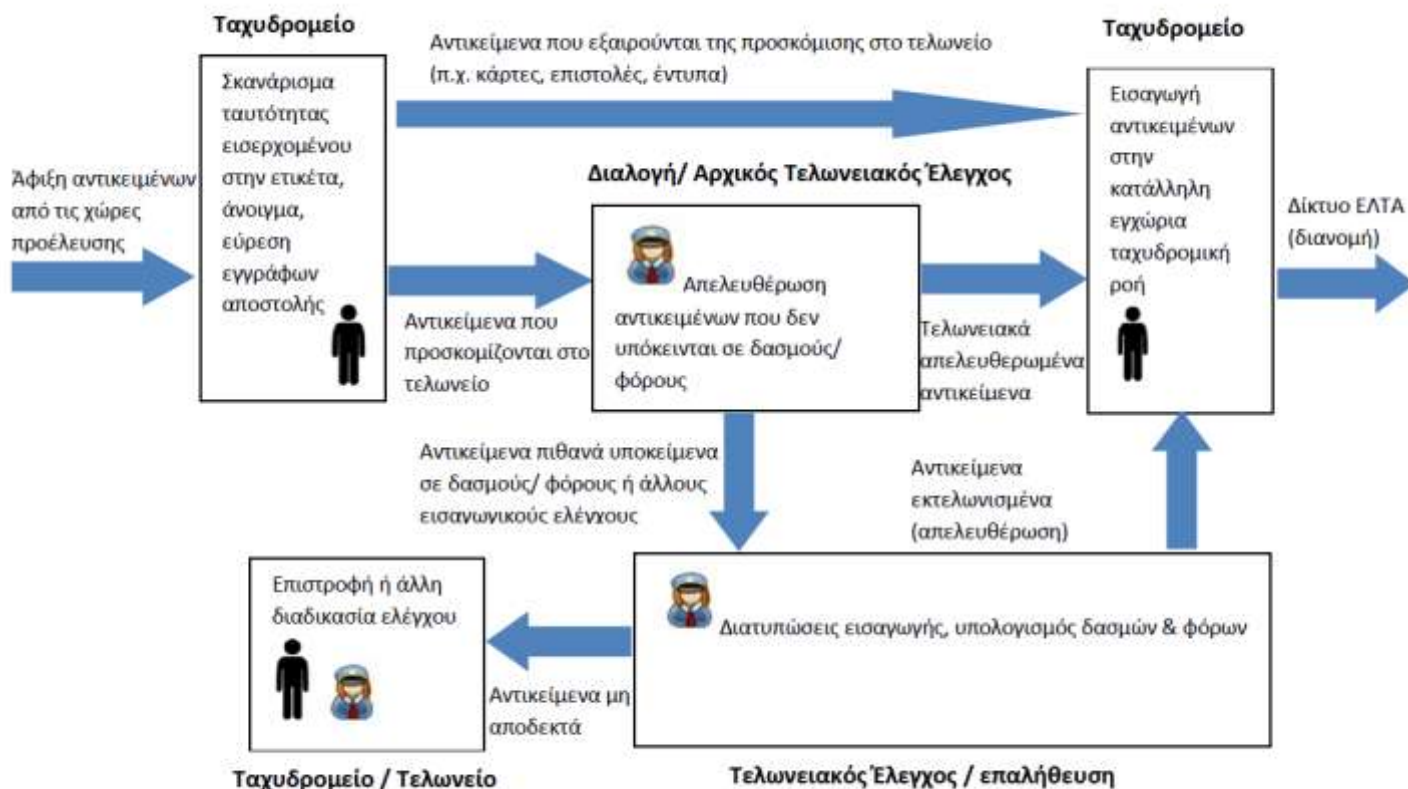 Ταχυδρομείο
Αντικείμενα που εξαιρούνται της προσκόμισης στο τελωνείο
(π.χ. κάρτες, επιστολές, έντυπα)
Ταχυδρομείο
Άφιξη αντικειμένων
από τις χώρες
προέλευσης
Σκανάρισμα
ταυτότητας
εισερχομένου
στην ετικέτα,
άνοιγμα,
εύρεση
εγγράφων
αποστολής
Αντικείμενα που
προσκομίζονται στο
τελωνείο
Διαλογή/ Αρχικός Τελωνειακός Έλεγχος
Απελευθέρωση
αντικειμένων που δεν
υπόκεινται σε δασμούς/
φόρους
Τελωνειακά
απελευθερωμένα
αντικείμενα
Εισαγωγή
αντικειμένων
στην
κατάλληλη
εγχώρια
ταχυδρομική
ροή
Δίκτυο ΕΛΤΑ
(διανομή)
Αντικείμενα πιθανά υποκείμενα
σε δασμούς/ φόρους ή άλλους
εισαγωγικούς ελέγχους
Αντικείμενα
εκτελωνισμένα
(απελευθέρωση)
Επιστροφή ή άλλη
διαδικασία ελέγχου
Αντικείμενα μη
αποδεκτά
Διατυπώσεις εισαγωγής, υπολογισμός δασμών & φόρων
Ταχυδρομείο / Τελωνείο
Τελωνειακός Έλεγχος / επαλήθευση